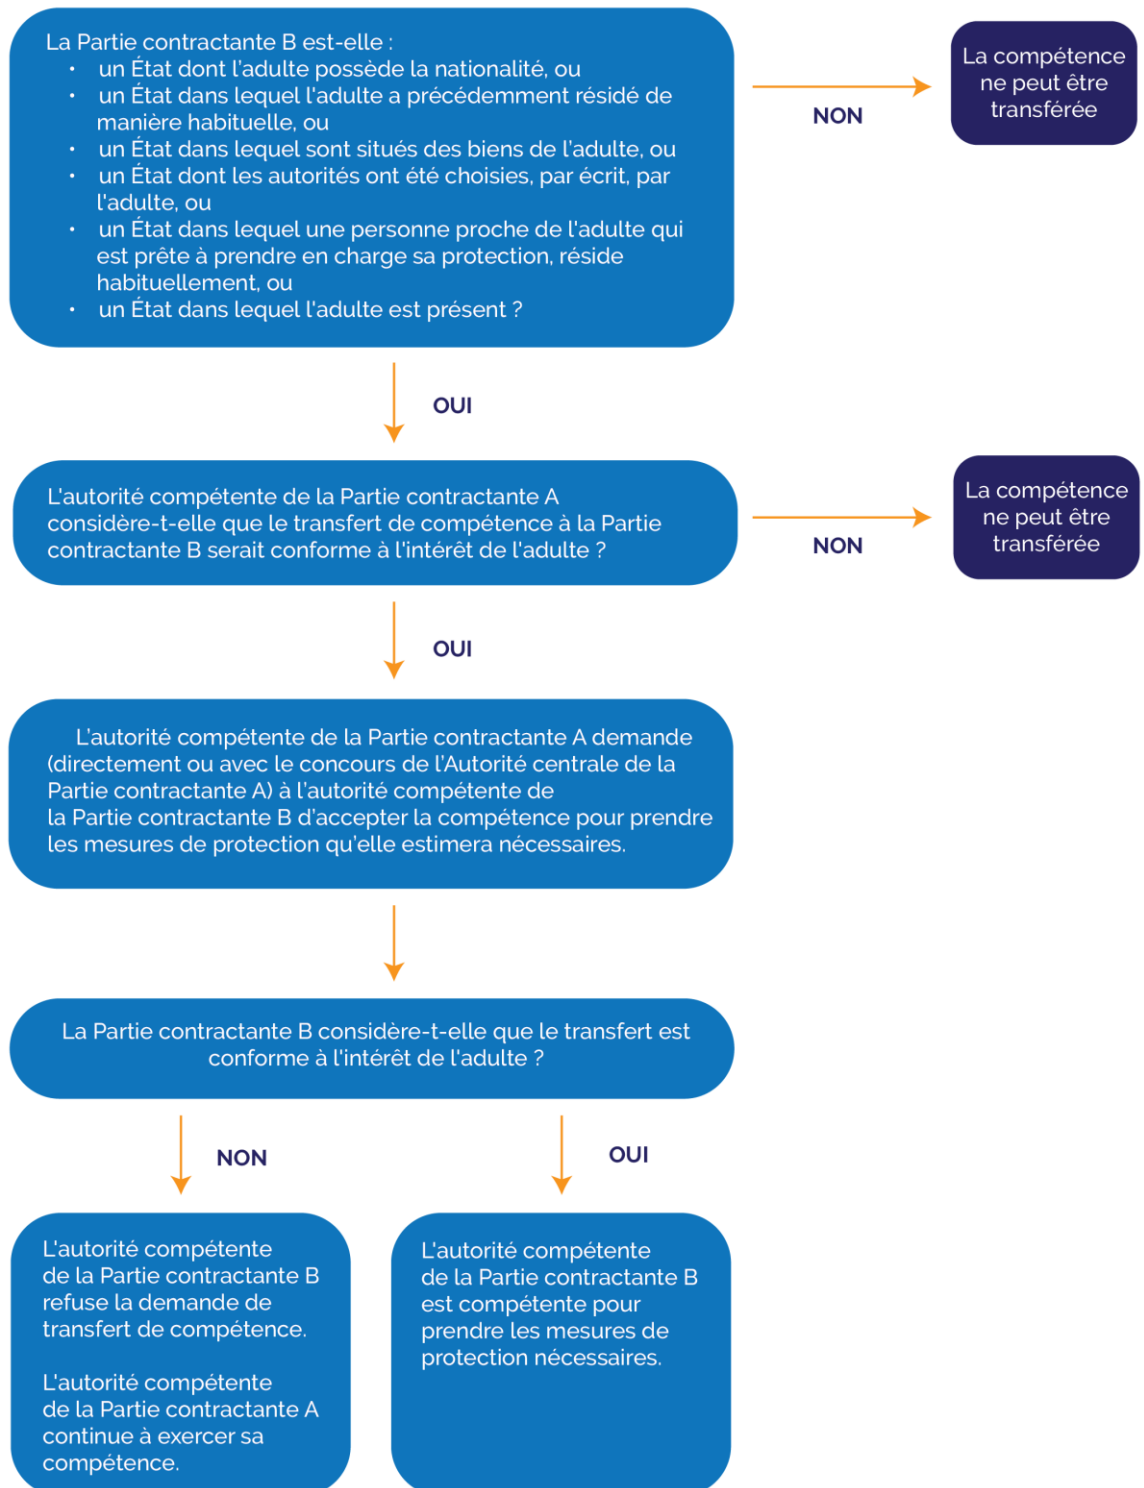 La Partie contractante B est-elle :
• un État dont l’adulte possède la nationalité, ou
• un État dans lequel l'adulte a précédemment résidé de
manière habituelle, ou
• un État dans lequel sont situés des biens de l’adulte, ou
• un État dont les autorités ont été choisies, par écrit, par
l'adulte, ou
• un État dans lequel une personne proche de l'adulte qui
est prête à prendre en charge sa protection, réside
habituellement, ou
• un État dans lequel l'adulte est présent ?
NON
La compétence
ne peut être
transférée
OUI
L'autorité compétente de la Partie contractante A
considère-t-elle que le transfert de compétence à la Partie
contractante B serait conforme à l'intérêt de l'adulte ?
NON
La compétence
ne peut être
transférée
OUI
L’autorité compétente de la Partie contractante A demande
(directement ou avec le concours de l’Autorité centrale de la
Partie contractante A) à l’autorité compétente de
la Partie contractante B d’accepter la compétence pour prendre
les mesures de protection qu’elle estimera nécessaires.
La Partie contractante B considère-t-elle que le transfert est
conforme à l'intérêt de l'adulte ?
NON
OUI
L'autorité compétente
de la Partie contractante B
refuse la demande de
transfert de compétence.
L'autorité compétente
de la Partie contractante A
continue à exercer sa
compétence.
L'autorité compétente
de la Partie contractante B
est compétente pour
prendre les mesures de
protection nécessaires.